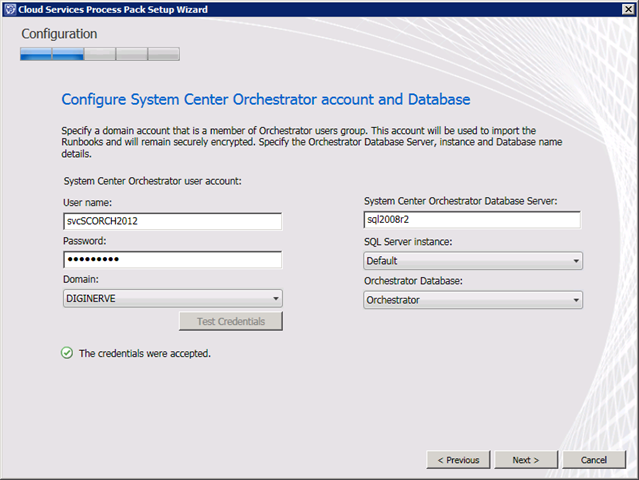 Cloud Services Process Pack Setup Wizard
Configuration
Configure System Center Orchestrator account and Database
Specify a domain account that is a member of Orchestrator users group. This account will be used to import the
Runbooks and will remain securely encrypted. Specify the Orchestrator Database Server, instance and Database name
details.
System Center Orchestrator user account:
User name:
svcSCORCH2012
Password:
●●●●●●●●●
Domain:
DIGINERVE
Test Credentials
The credentials were accepted.
System Center Orchestrator Database Server:
sql2008r2
SQL Server instance:
Default
Orchestrator Database:
Orchestrator
< Previous
Next >
Cancel